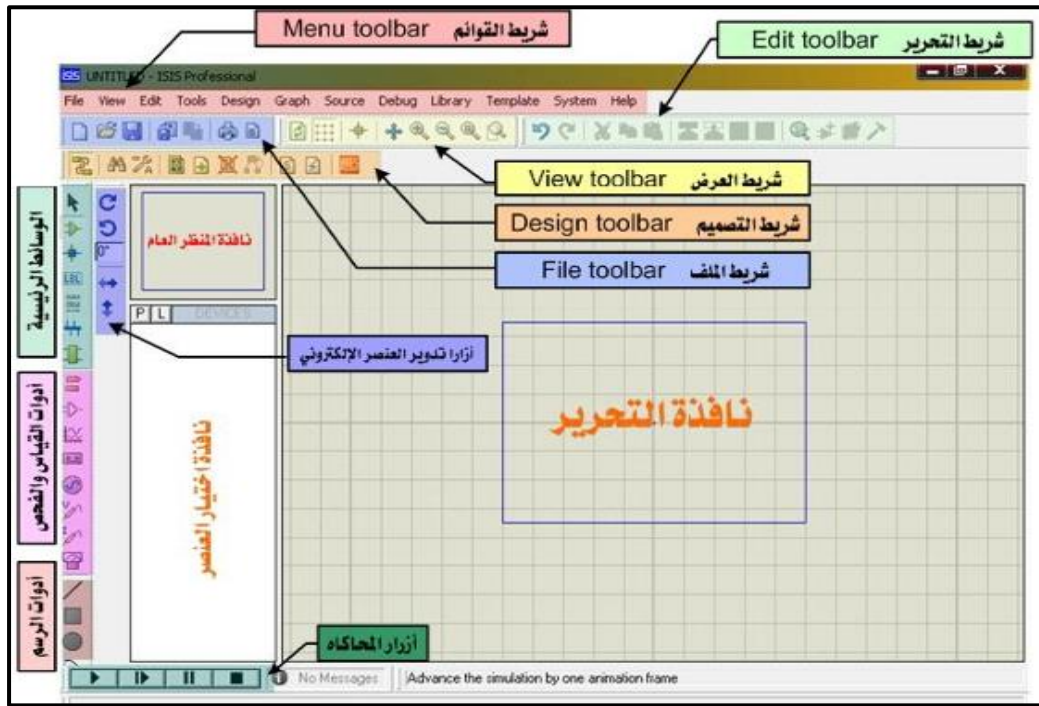 Menu toolbar شريط القوائم
Edit toolbar شريط التحرير
ISIS UNTITLED - ISIS Professional
File View Edit Tools Design Graph Source Debug Library Template System Help
View toolbar شريط العرض
Design toolbar شريط التصميم
File toolbar شريط الملف
الوسائط الرئيسية
0°
LBL
نافذة المنظر العام
P L DEVICES
أزارا تدوير العنصر الإلكتروني
نافذة التحرير
أدوات القياس والفحص
نافذة اختيار العنصر
أدوات الرسم
أزرار المحاكاه
No Messages
Advance the simulation by one animation frame